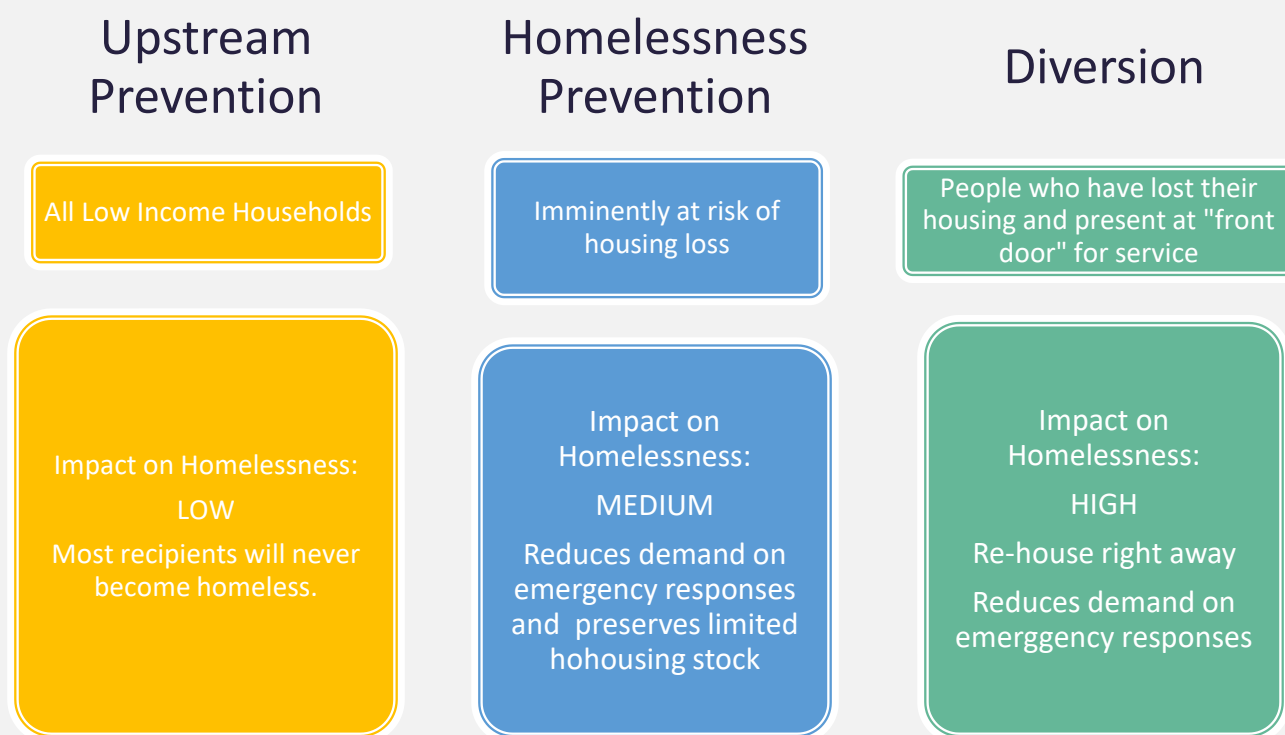 Upstream
Prevention
All Low Income Households
Impact on Homelessness:
LOW
Most recipients will never
become homeless.
Homelessness
Prevention
Imminently at risk of
housing loss
Impact on
Homelessness:
MEDIUM
Reduces demand on
emergency responses
and  preserves limited
hohousing stock
Diversion
People who have lost their
housing and present at "front
door" for service
Impact on
Homelessness:
HIGH
Re-house right away
Reduces demand on
emerggency responses